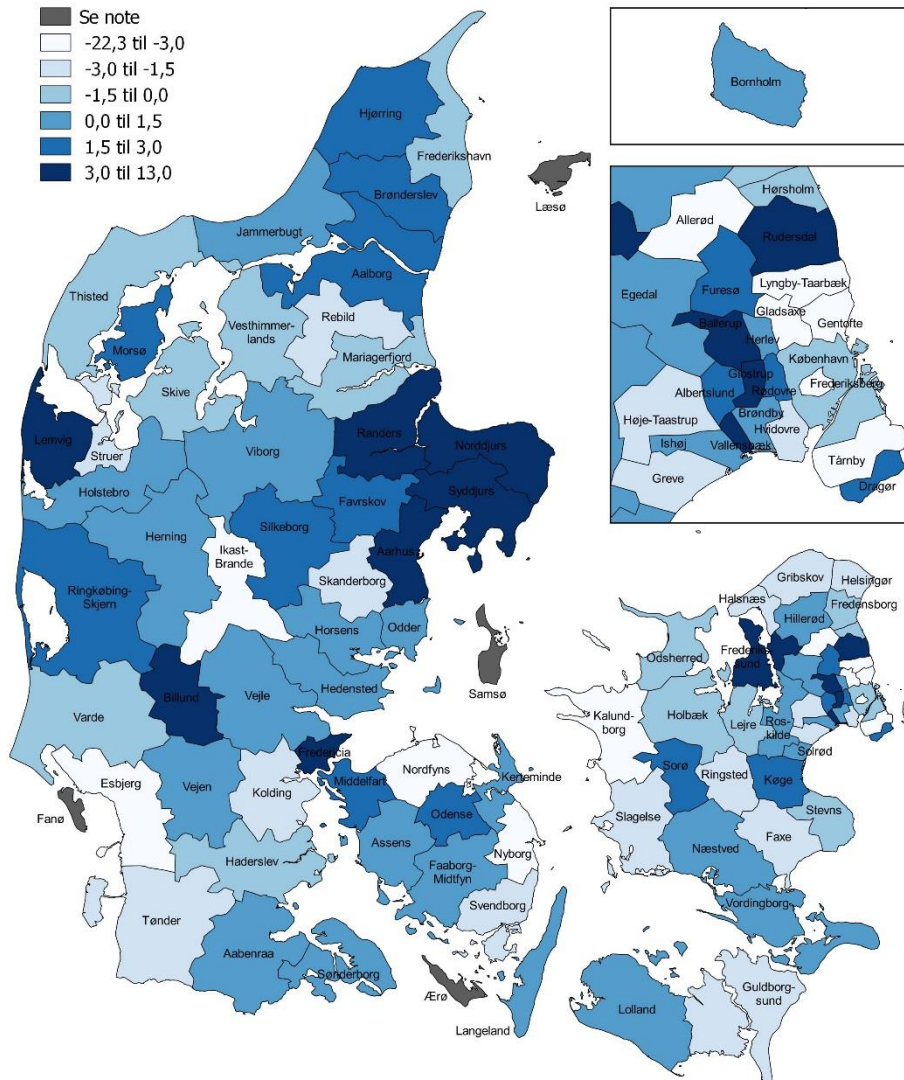 Se note
-22,3 til -3,0
-3,0 til -1,5
-1,5 til 0,0
0,0 til 1,5
1,5 til 3,0
3,0 til 13,0
Hjørring
Frederikshavn
Brønderslev
Læsø
Jammerbugt
Aalborg
Thisted
Rebild
Vesthimmer-
lands
Morsø
Mariagerfjord
Skive
Lemvig
Struer
Randers
Norddjurs
Viborg
Syddjurs
Holstebro
Favrskov
Silkeborg
Herning
Ikast-
Brande
Aarhus
Skanderborg
Ringkøbing-
Skjern
Horsens
Odder
Samsø
Hedensted
Billund
Vejle
Varde
Fredericia
Esbjerg
Vejen
Kolding
Middelfart
Fanø
Nordfyns
Kerteminde
Odense
Assens
Nyborg
Faaborg-
Midtfyn
Haderslev
Svendborg
Tønder
Aabenraa
Sønderborg
Ærø
Langeland
Bornholm
Hørsholm
Allerød
Rudersdal
Egedal
Furesø
Lyngby-Taarbæk
Gladsaxe
Gentofte
Ballerup
Herlev
København
Glostrup
Frederiksberg
Albertslund
Rødovre
Høje-Taastrup
Brøndby
Hvidovre
Ishøj
Vallensbæk
Tårnby
Greve
Dragør
Gribskov
Helsingør
Halsnæs
Fredensborg
Hillerød
Odsherred
Frederiks-
sund
Kalund-
borg
Holbæk
Lejre
Ros-
kilde
Solrød
Sorø
Ringsted
Køge
Stevns
Slagelse
Faxe
Næstved
Vordingborg
Guldborg-
sund
Lolland